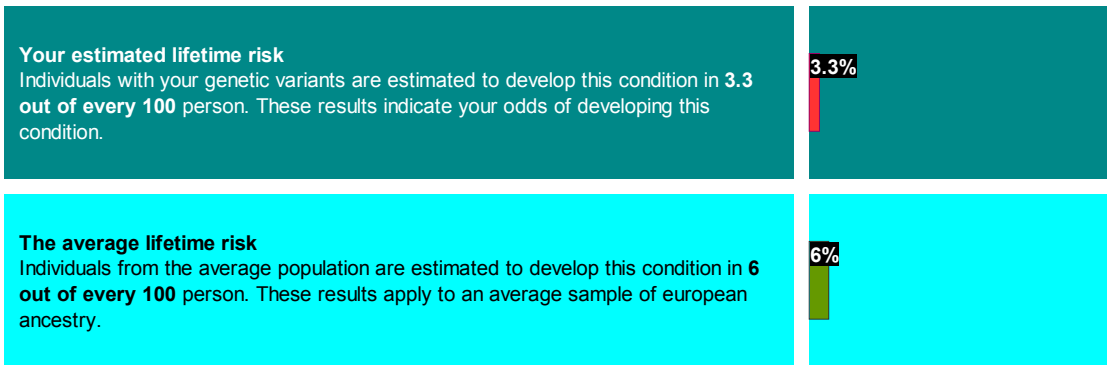 Your estimated lifetime risk
Individuals with your genetic variants are estimated to develop this condition in 3.3
out of every 100 person. These results indicate your odds of developing this
condition.
3.3%
The average lifetime risk
Individuals from the average population are estimated to develop this condition in 6
out of every 100 person. These results apply to an average sample of european
ancestry.
6%